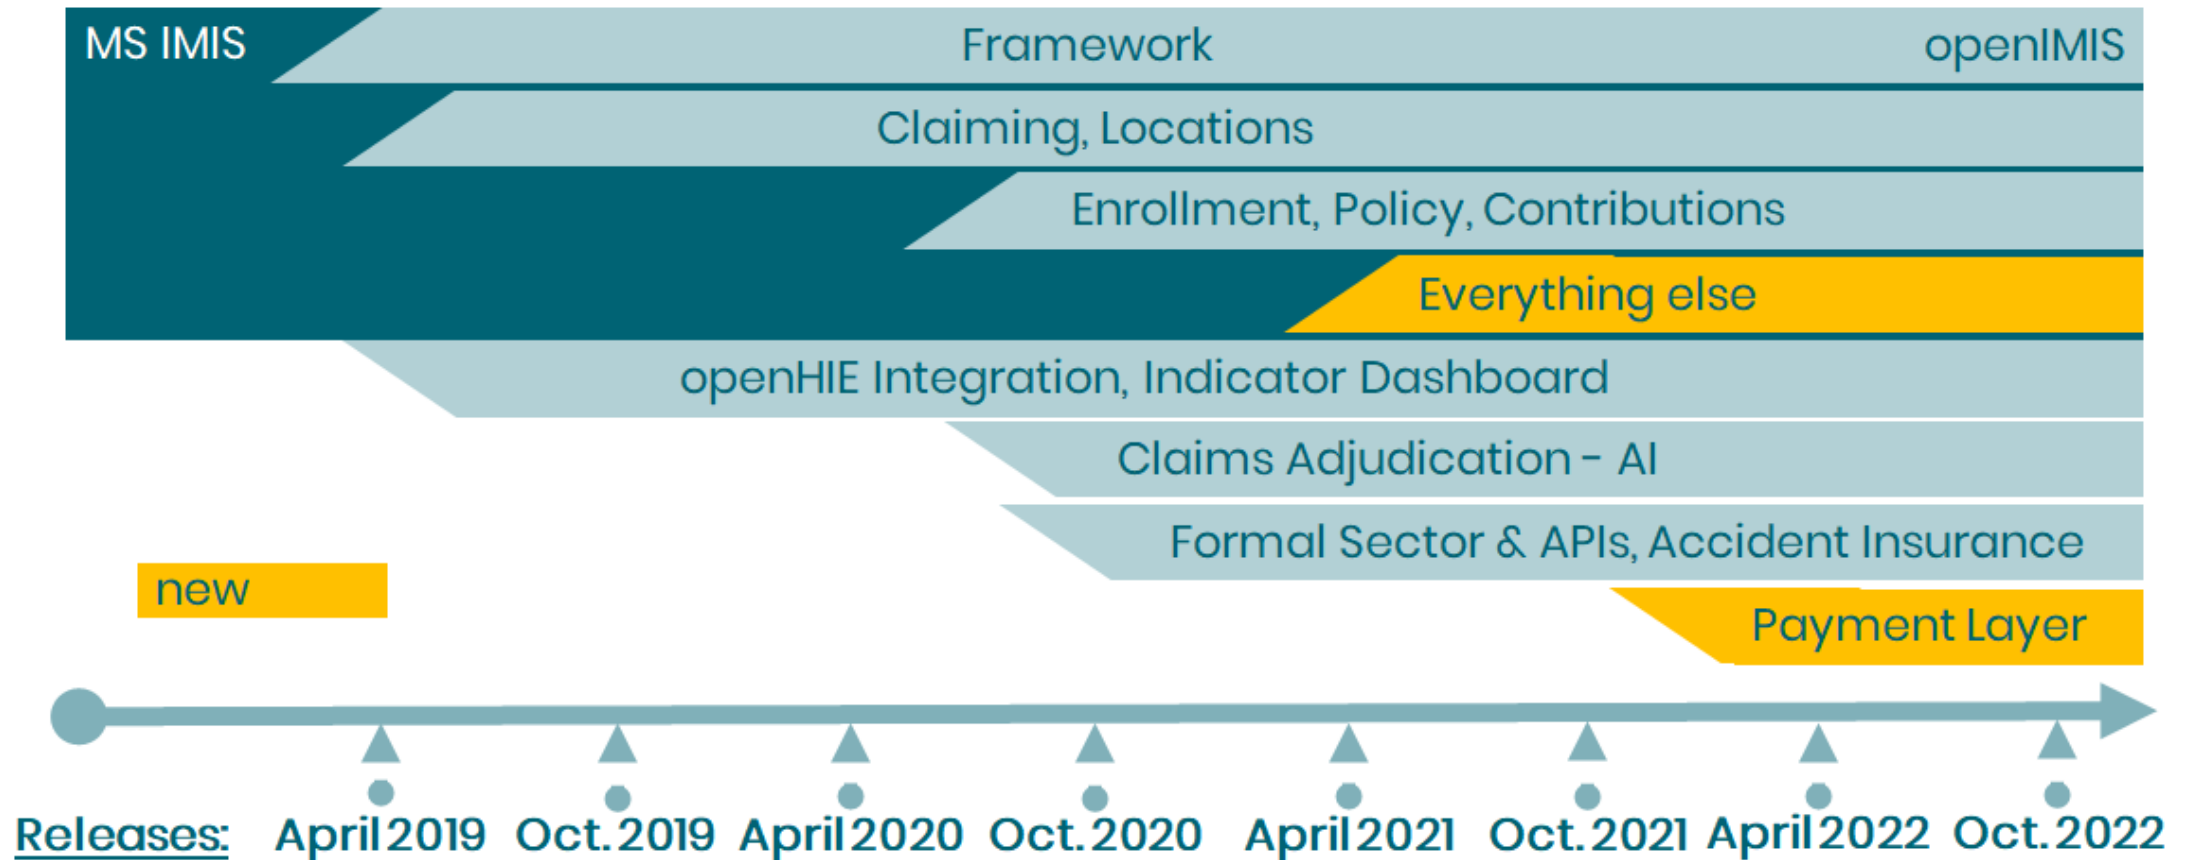 MS IMIS Framework openIMIS
Claiming, Locations
Enrollment, Policy, Contributions
Everything else
openHIE Integration, Indicator Dashboard
Claims Adjudication - AI
Formal Sector & APIs, Accident Insurance
new
Payment Layer
Releases: April 2019 Oct. 2019 April 2020 Oct. 2020 April 2021 Oct. 2021 April 2022 Oct. 2022